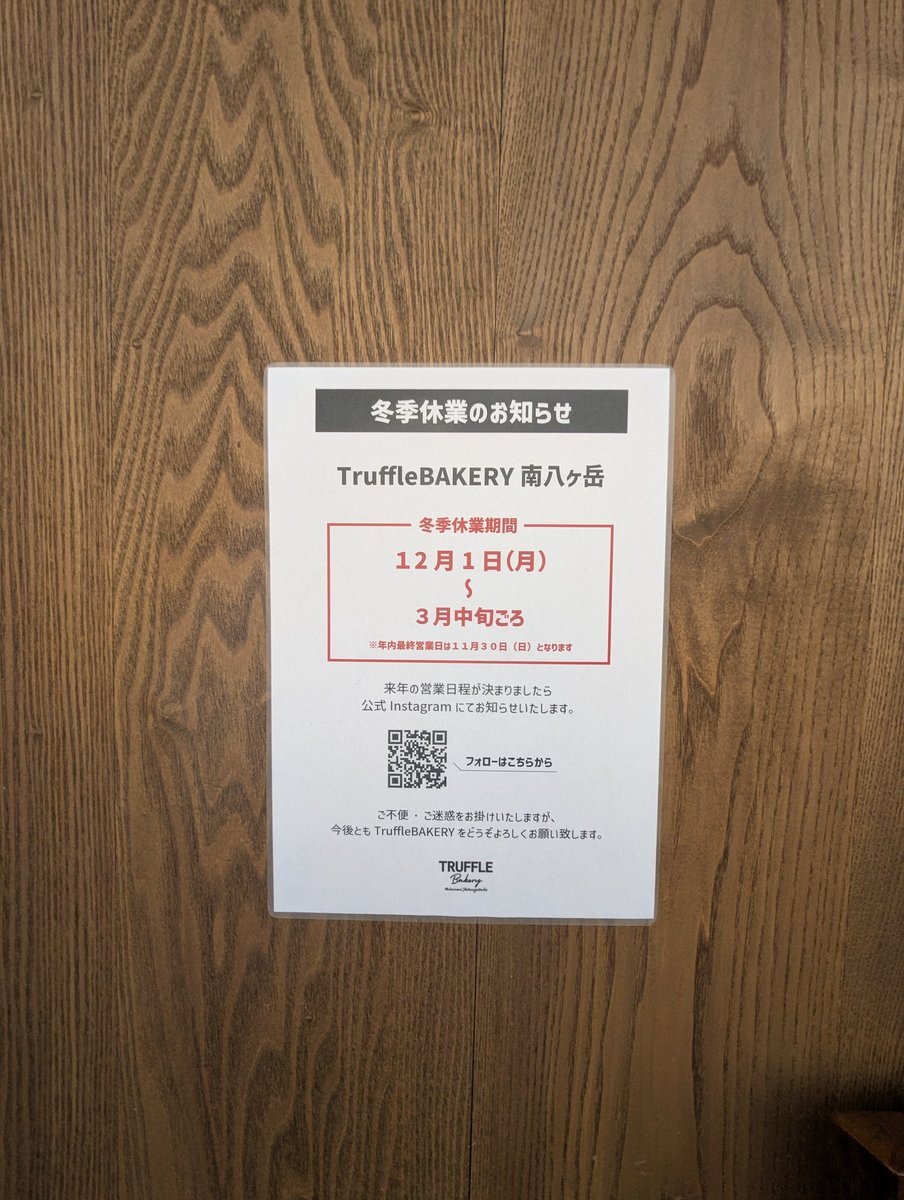 冬季休業のお知らせ
TruffleBAKERY 南八ヶ岳
冬季休業期間
12月1日(月)
〜
3月中旬ごろ
※年内最終営業日は11月30日(日)となります
来年の営業日程が決まりましたら
公式 Instagram にてお知らせいたします。
フォローはこちらから
ご不便・ご迷惑をお掛けいたしますが、
今後とも TruffleBAKERY をどうぞよろしくお願い致します。
TRUFFLE
Bakery
Minami Yatsugatake